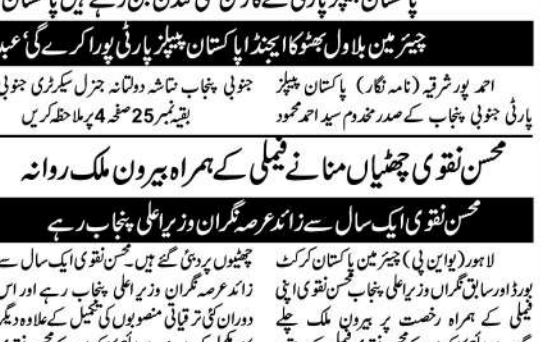 چیئرمین بلاول بھٹو کا ایجنڈا پاکستان پیپلز پارٹی پورا کرے گی،
احمد پور شرقیہ (نامہ نگار) پاکستان پیپلز
پارٹی جنوبی پنجاب کے صدر مخدوم سید احمد محمود
جنوبی پنجاب نتاشہ دولتانہ جنرل سیکرٹری جنوبی
بقیہ نمبر 25 صفحہ 4 پر ملاحظہ کریں
محسن نقوی چھٹیاں منانے فیملی کے ہمراہ بیرون ملک روانہ
محسن نقوی ایک سال سے زائد عرصہ نگران وزیراعلی پنجاب رہے
لاہور (یو این پی) چیئرمین پاکستان کرکٹ
بورڈ اور سابق نگراں وزیراعلی پنجاب محسن نقوی اپنی
فیملی کے ہمراہ رخصت پر بیرون ملک چلے
چھٹیوں پر دبئی گئے ہیں۔ محسن نقوی ایک سال سے
زائد عرصہ نگران وزیراعلی پنجاب رہے اور اس
دوران کئی ترقیاتی منصوبوں کی تکمیل کے علاوہ دیگر